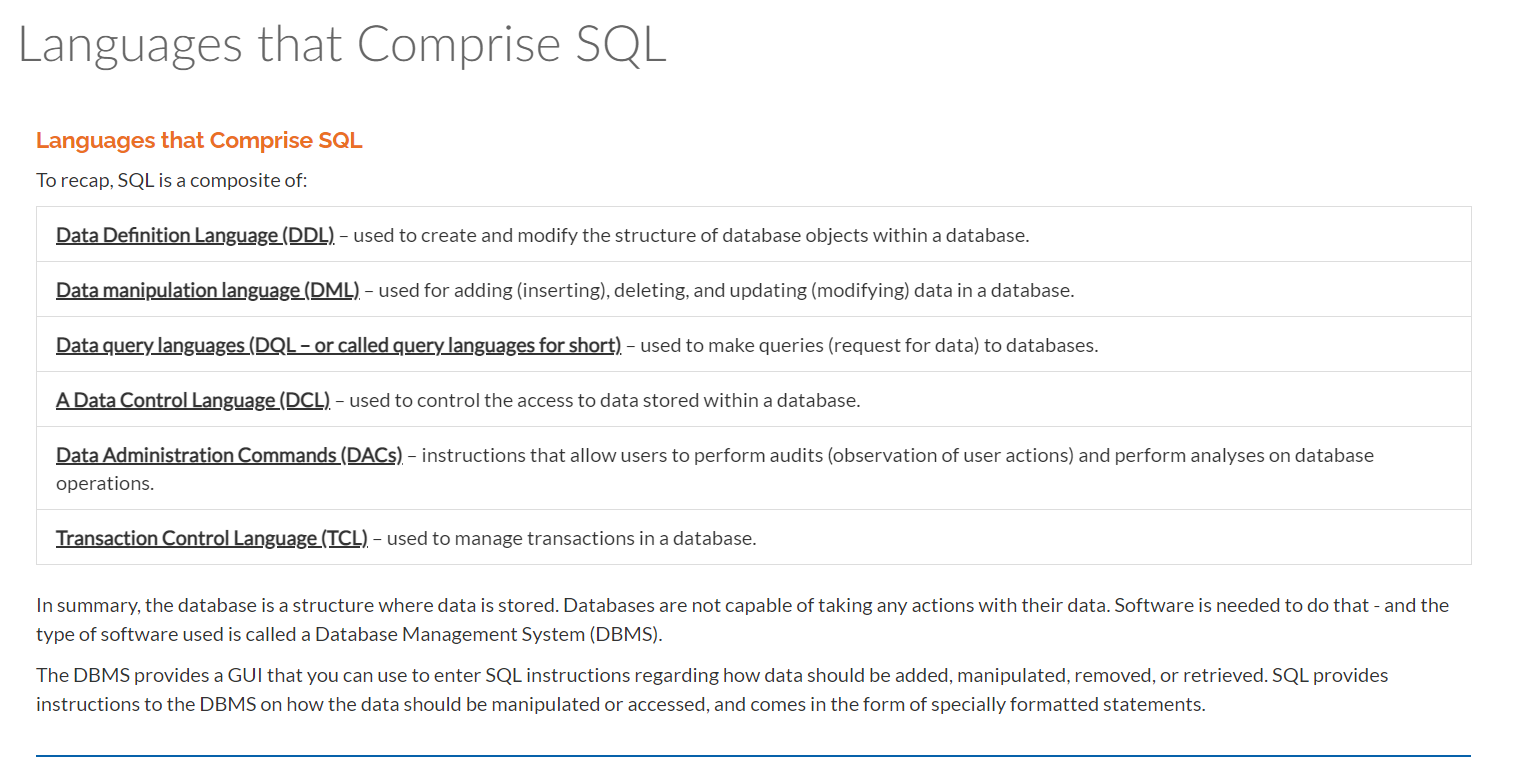 Languages that Comprise SQL
Languages that Comprise SQL
To recap, SQL is a composite of:
Data Definition Language (DDL) – used to create and modify the structure of database objects within a database.
Data manipulation language (DML) – used for adding (inserting), deleting, and updating (modifying) data in a database.
Data query languages (DQL – or called query languages for short) – used to make queries (request for data) to databases.
A Data Control Language (DCL) – used to control the access to data stored within a database.
Data Administration Commands (DACs) – instructions that allow users to perform audits (observation of user actions) and perform analyses on database
operations.
Transaction Control Language (TCL) – used to manage transactions in a database.
In summary, the database is a structure where data is stored. Databases are not capable of taking any actions with their data. Software is needed to do that - and the
type of software used is called a Database Management System (DBMS).
The DBMS provides a GUI that you can use to enter SQL instructions regarding how data should be added, manipulated, removed, or retrieved. SQL provides
instructions to the DBMS on how the data should be manipulated or accessed, and comes in the form of specially formatted statements.